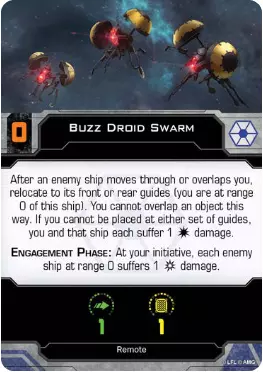 0 BUZZ DROID SWARM
After an enemy ship moves through or overlaps you,
relocate to its front or rear guides (you are at range
0 of this ship). You cannot overlap an object this
way. If you cannot be placed at either set of guides,
you and that ship each suffer 1 damage.
ENGAGEMENT PHASE: At your initiative, each enemy
ship at range 0 suffers 1 damage.
1 1
Remote
LFL © AMG